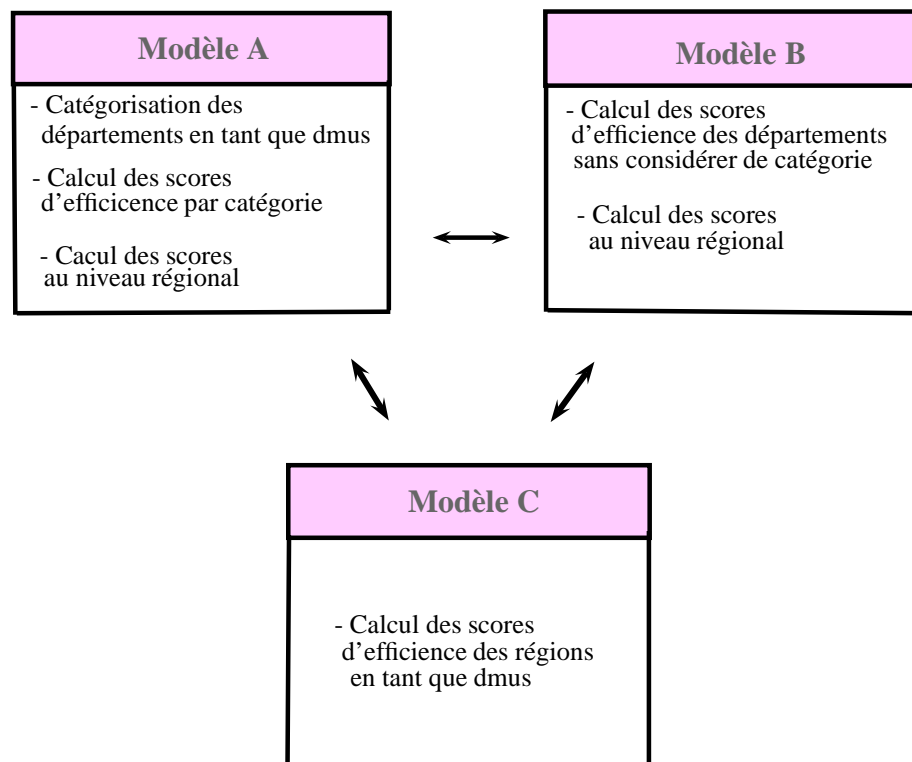 Modèle A
- Catégorisation des
départements en tant que dmus
- Calcul des scores
d’efficicence par catégorie
- Cacul des scores
au niveau régional
Modèle B
- Calcul des scores
d'efficience des départements
sans considérer de catégorie
- Calcul des scores
au niveau régional
Modèle C
- Calcul des scores
d’efficience des régions
en tant que dmus